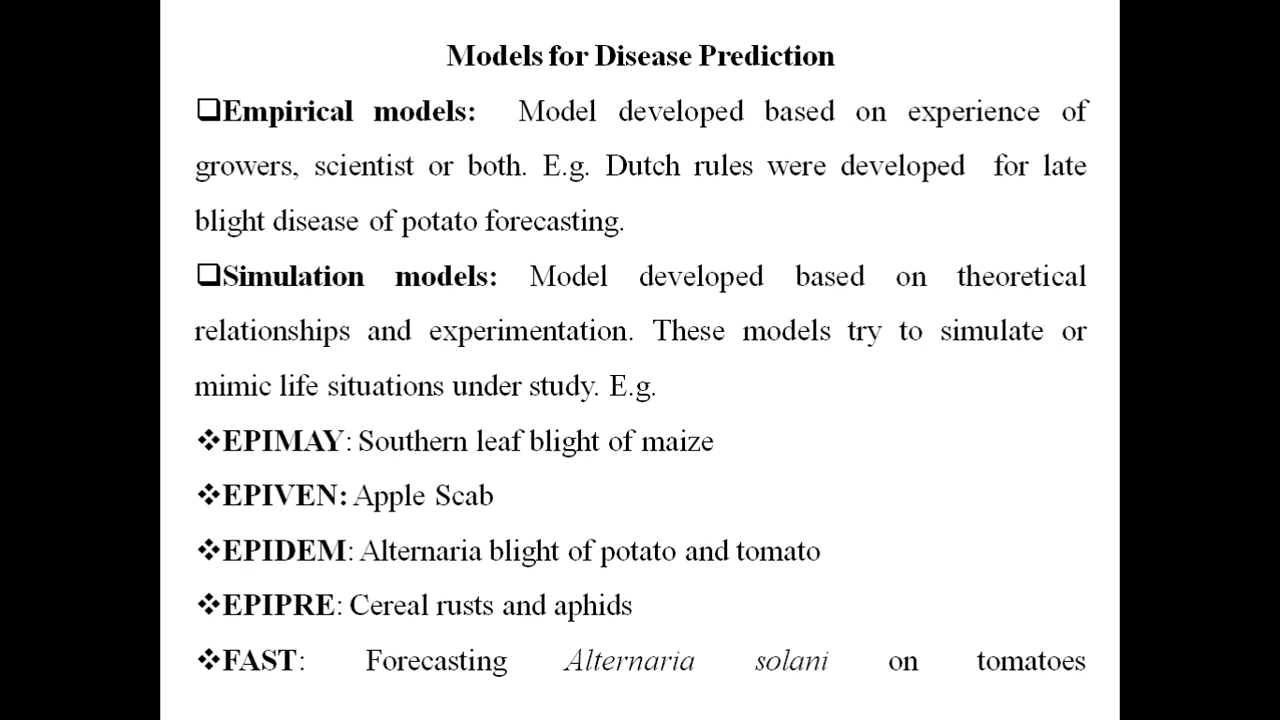 Models for Disease Prediction
❑Empirical models: Model developed based on experience of
growers, scientist or both. E.g. Dutch rules were developed for late
blight disease of potato forecasting.
❑Simulation models: Model developed based on theoretical
relationships and experimentation. These models try to simulate or
mimic life situations under study. E.g.
❖EPIMAY: Southern leaf blight of maize
❖EPIVEN: Apple Scab
❖EPIDEM: Alternaria blight of potato and tomato
❖EPIPRE: Cereal rusts and aphids
❖FAST: Forecasting Alternaria solani on tomatoes